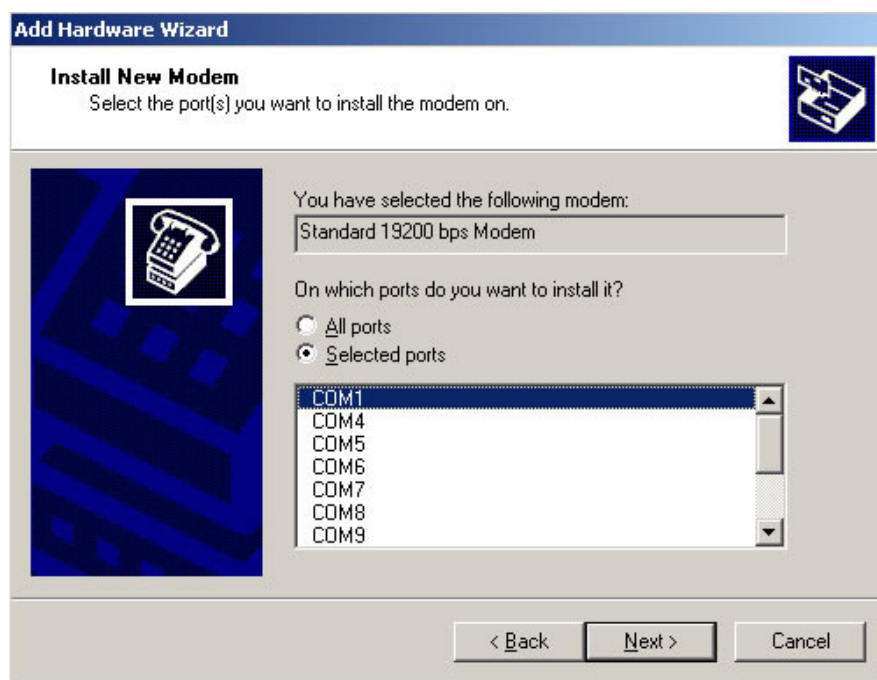 Add Hardware Wizard
Install New Modem
Select the port(s) you want to install the modem on.
You have selected the following modem:
Standard 19200 bps Modem
On which ports do you want to install it?
All ports
Selected ports
COM1
COM4
COM5
COM6
COM7
COM8
COM9
< Back
Next >
Cancel